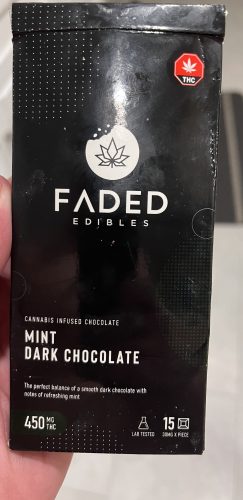 THC
FADED
EDIBLES
CANNABIS INFUSED CHOCOLATE
MINT
DARK CHOCOLATE
The perfect balance of a smooth dark chocolate with
notes of refreshing mint
450 MG THC
LAB TESTED
15
30MG X PIECE